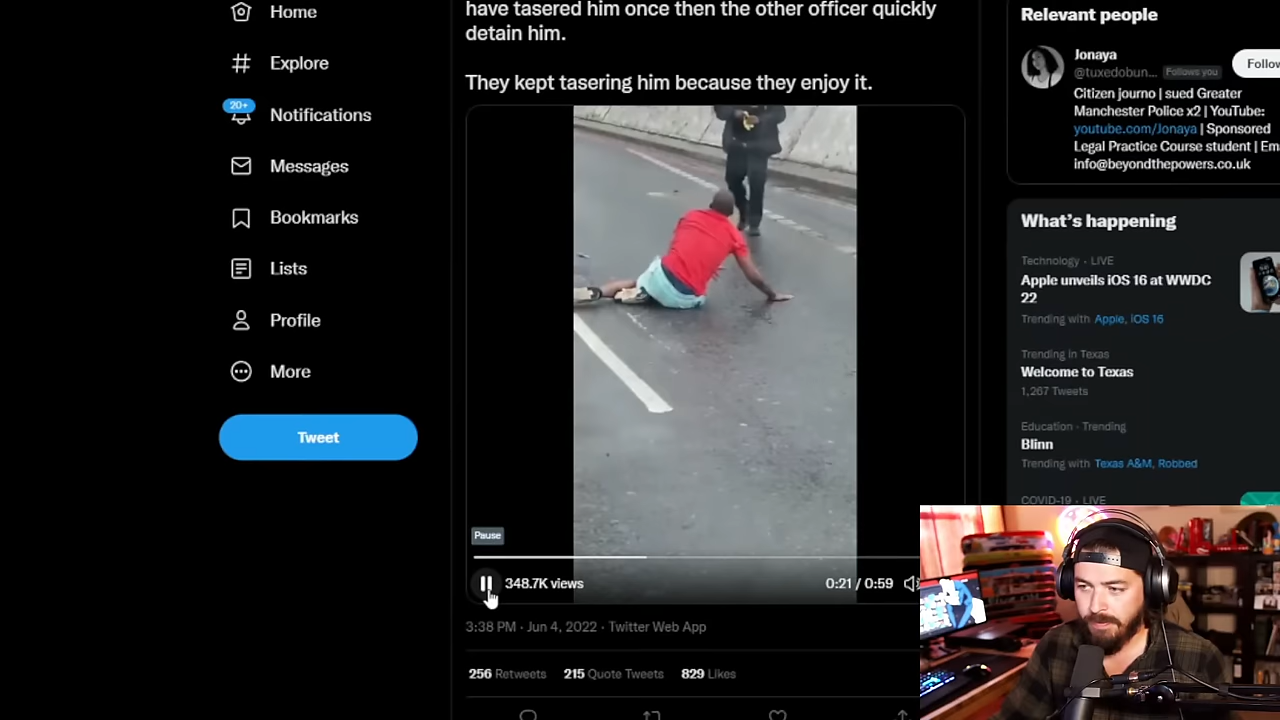 Home
Explore
20+
Notifications
Messages
Bookmarks
Lists
Profile
More
Tweet
have tasered him once then the other officer quickly
detain him.
They kept tasering him because they enjoy it.
Pause
348.7K views
0:21 / 0:59
3:38 PM · Jun 4, 2022 · Twitter Web App
256 Retweets 215 Quote Tweets 829 Likes
Relevant people
Jonaya
@tuxedobun... Follows you
Follow
Citizen journo | sued Greater
Manchester Police x2 | YouTube:
youtube.com/Jonaya | Sponsored
Legal Practice Course student | Em
info@beyondthepowers.co.uk
What's happening
Technology · LIVE
Apple unveils iOS 16 at WWDC
22
Trending with Apple, iOS 16
Trending in Texas
Welcome to Texas
1,267 Tweets
Education · Trending
Blinn
Trending with Texas A&M, Robbed
COVID-19 · LIVE